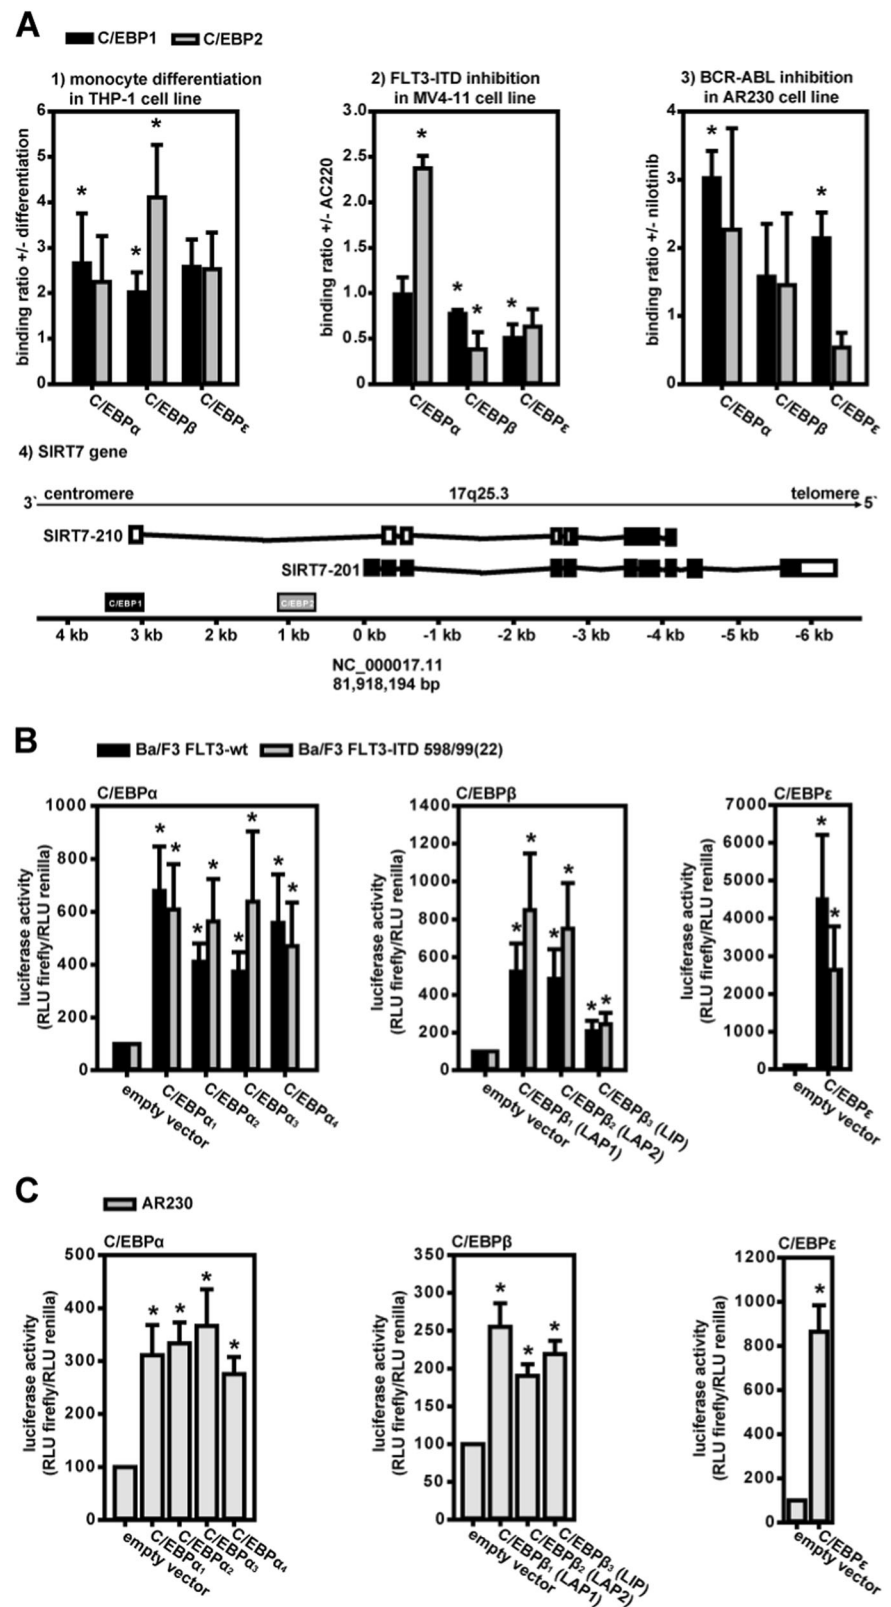 A
C/EBP1 C/EBP2
1) monocyte differentiation
in THP-1 cell line
binding ratio +/- differentiation
6
5
4
3
2
1
0
* * *
C/EBPα
C/EBPβ
C/EBPε
2) FLT3-ITD inhibition
in MV4-11 cell line
binding ratio +/- AC220
3.0
2.5
2.0
1.5
1.0
0.5
0
* * * *
C/EBPα
C/EBPβ
C/EBPε
3) BCR-ABL inhibition
in AR230 cell line
binding ratio +/- nilotinib
4
3
2
1
0
* *
C/EBPα
C/EBPβ
C/EBPε
4) SIRT7 gene
3` centromere 17q25.3 telomere 5`
SIRT7-210
SIRT7-201
C/EBP1 C/EBP2
4 kb 3 kb 2 kb 1 kb 0 kb -1 kb -2 kb -3 kb -4 kb -5 kb -6 kb
NC_000017.11
81,918,194 bp
B
Ba/F3 FLT3-wt Ba/F3 FLT3-ITD 598/99(22)
C/EBPα
luciferase activity
(RLU firefly/RLU renilla)
1000
800
600
400
200
0
* * * * * * * *
empty vector
C/EBPα₁
C/EBPα₂
C/EBPα₃
C/EBPα₄
C/EBPβ
luciferase activity
(RLU firefly/RLU renilla)
1400
1200
1000
800
600
400
200
0
* * * * * *
empty vector
C/EBPβ₁ (LAP1)
C/EBPβ₂ (LAP2)
C/EBPβ₃ (LIP)
C/EBPε
luciferase activity
(RLU firefly/RLU renilla)
7000
6000
5000
4000
3000
2000
1000
0
* *
empty vector
C/EBPε
C
AR230
C/EBPα
luciferase activity
(RLU firefly/RLU renilla)
500
400
300
200
100
0
* * * *
empty vector
C/EBPα₁
C/EBPα₂
C/EBPα₃
C/EBPα₄
C/EBPβ
luciferase activity
(RLU firefly/RLU renilla)
350
300
250
200
150
100
50
0
* * *
empty vector
C/EBPβ₁ (LAP1)
C/EBPβ₂ (LAP2)
C/EBPβ₃ (LIP)
C/EBPε
luciferase activity
(RLU firefly/RLU renilla)
1200
1000
800
600
400
200
0
*
empty vector
C/EBPε